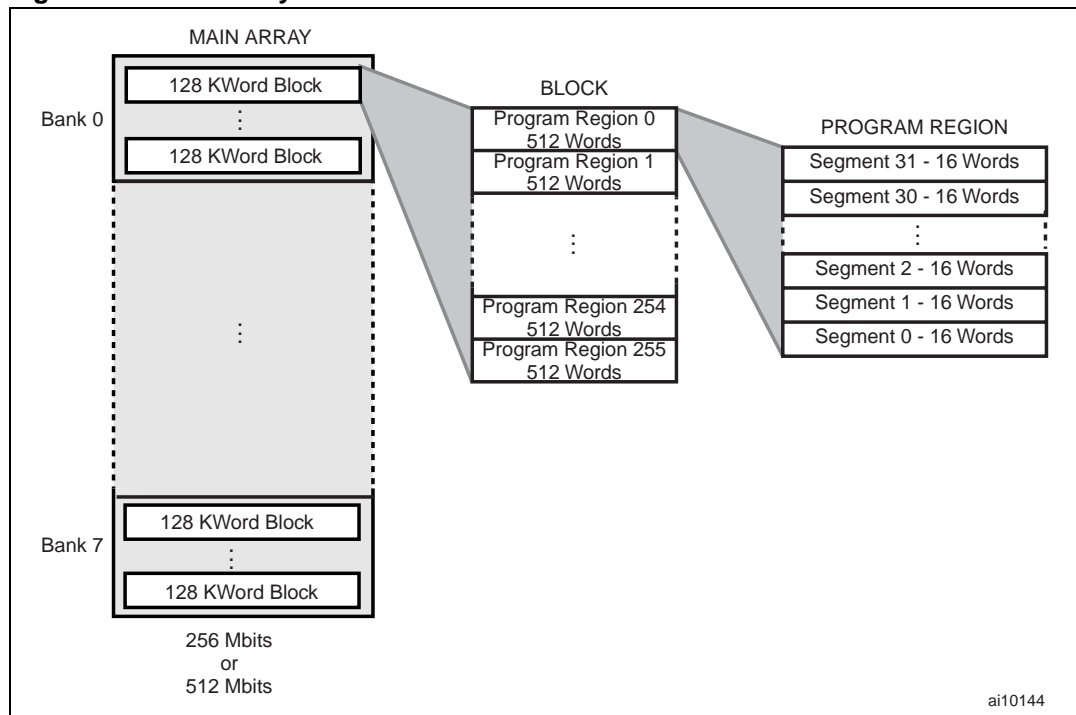 MAIN ARRAY
Bank 0
128 KWord Block
⋮
128 KWord Block
⋮
Bank 7
128 KWord Block
⋮
128 KWord Block
256 Mbits
or
512 Mbits
BLOCK
Program Region 0
512 Words
Program Region 1
512 Words
⋮
Program Region 254
512 Words
Program Region 255
512 Words
PROGRAM REGION
Segment 31 - 16 Words
Segment 30 - 16 Words
⋮
Segment 2 - 16 Words
Segment 1 - 16 Words
Segment 0 - 16 Words
ai10144